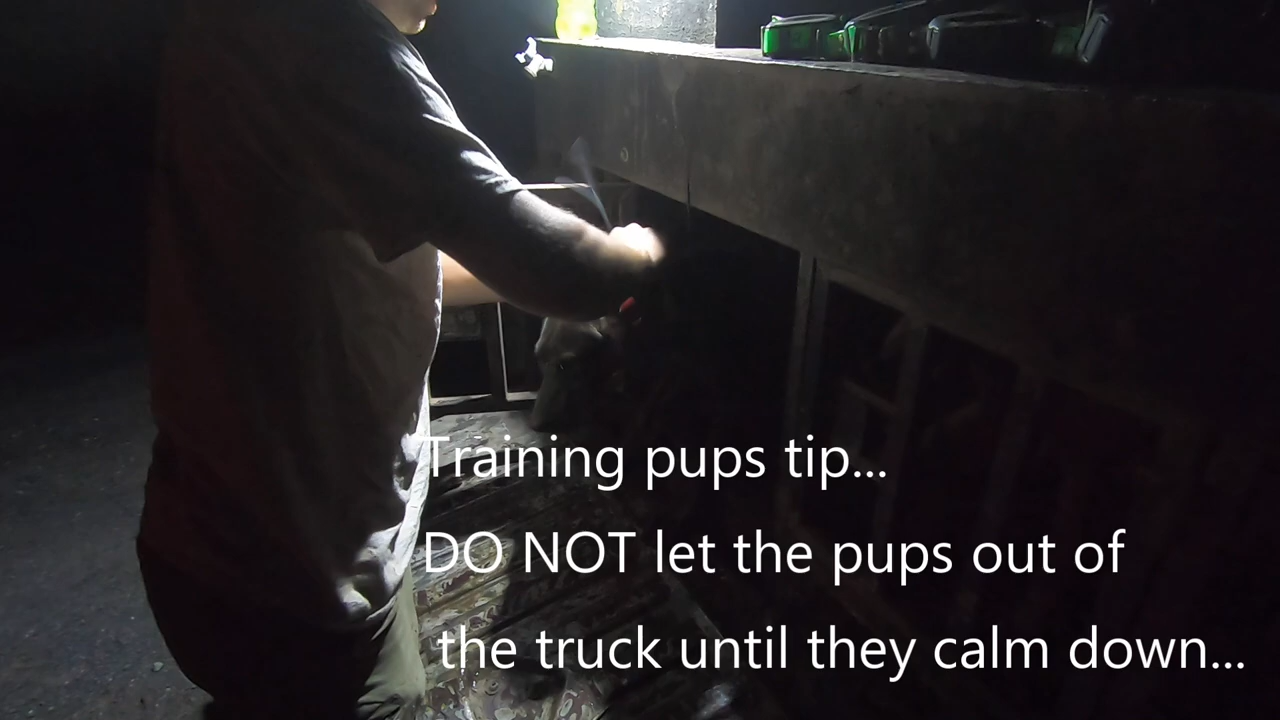 Training pups tip...
DO NOT let the pups out of
the truck until they calm down...